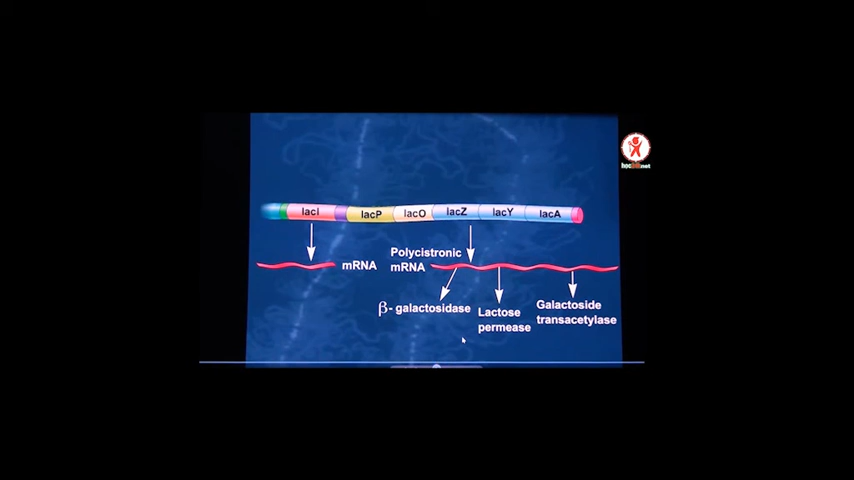 lacI
lacP
lacO
lacZ
lacY
lacA
mRNA
Polycistronic
mRNA
β- galactosidase
Lactose
permease
Galactoside
transacetylase